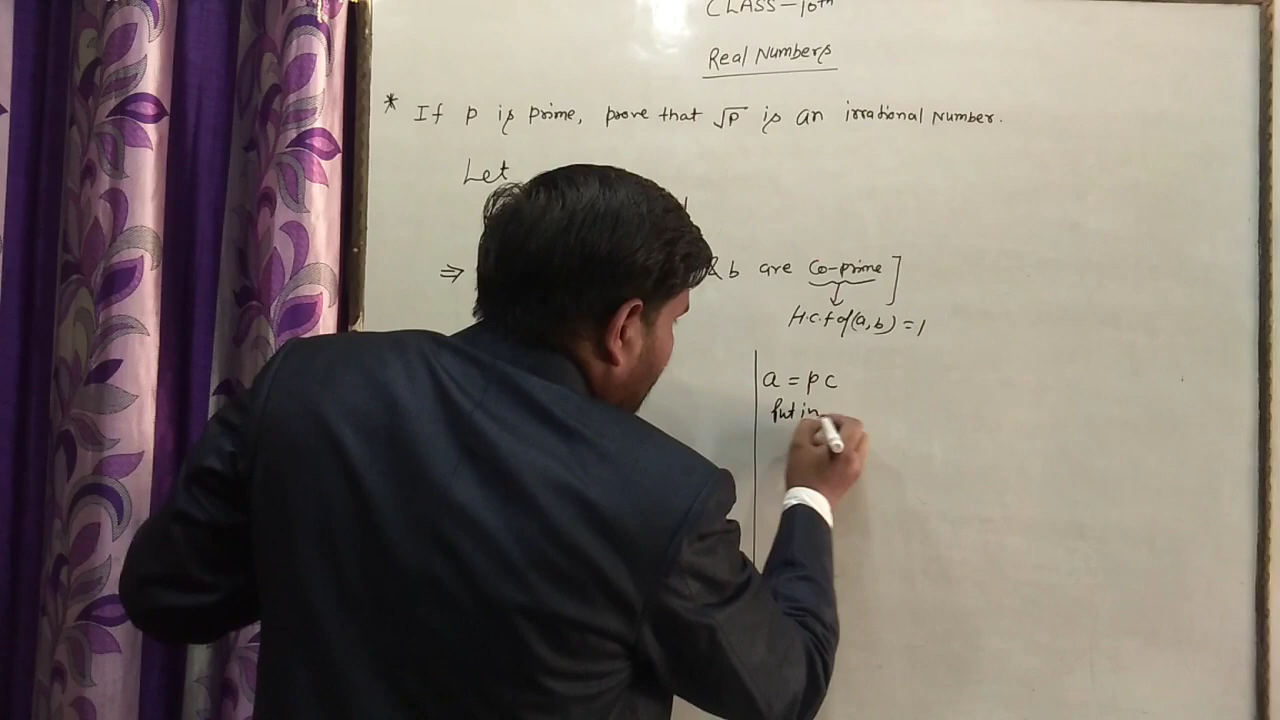 CLASS-10th
Real Numbers
* If p is prime, prove that √p is an irrational Number.
Let
⇒ & b are Co-prime ]
H.C.f of (a,b) = 1
a = pc
Put in